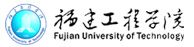 福建工程学院
Fujian University of Technology